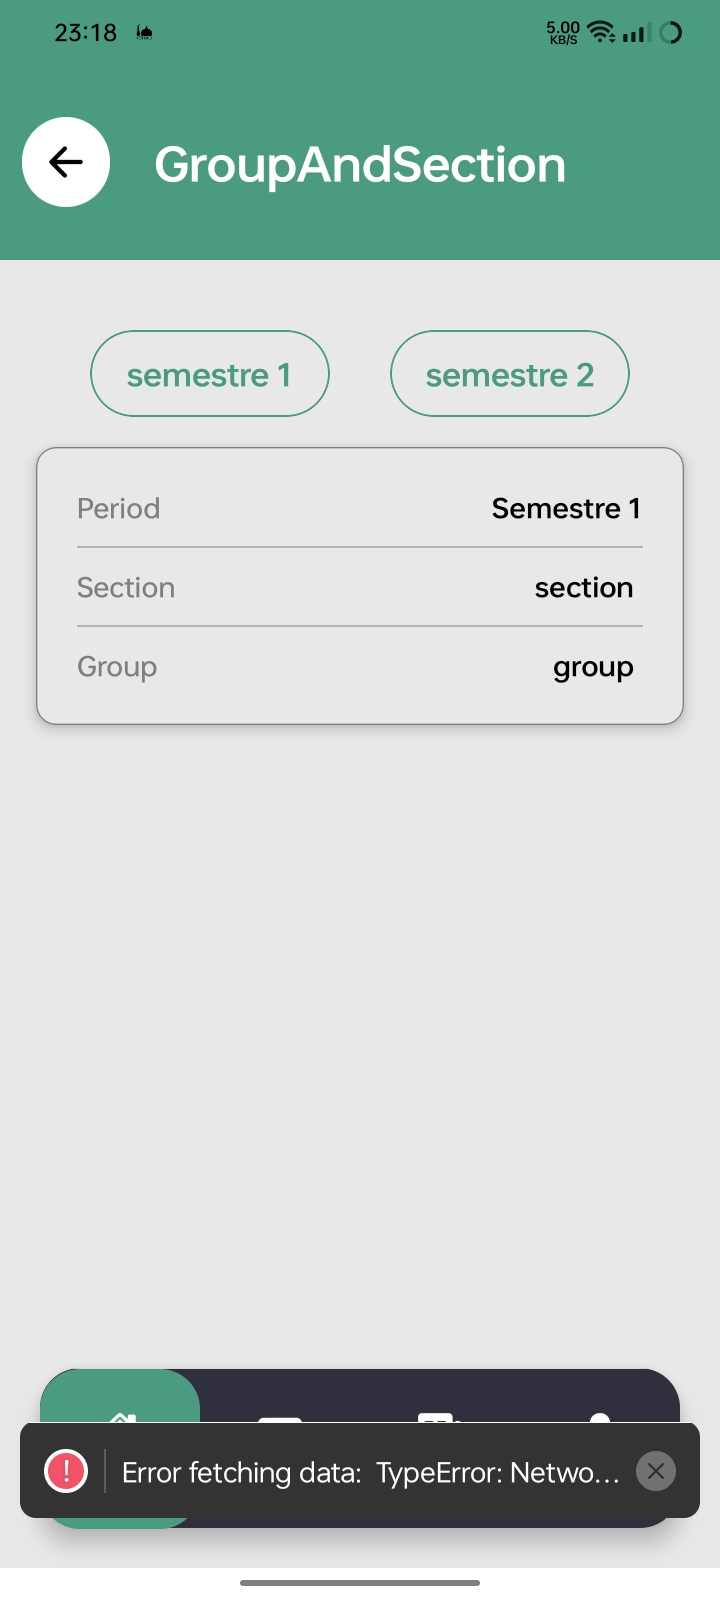 23:18
5.00
KB/S
GroupAndSection
semestre 1
semestre 2
Period
Semestre 1
Section
section
Group
group
Error fetching data: TypeError: Netwo...